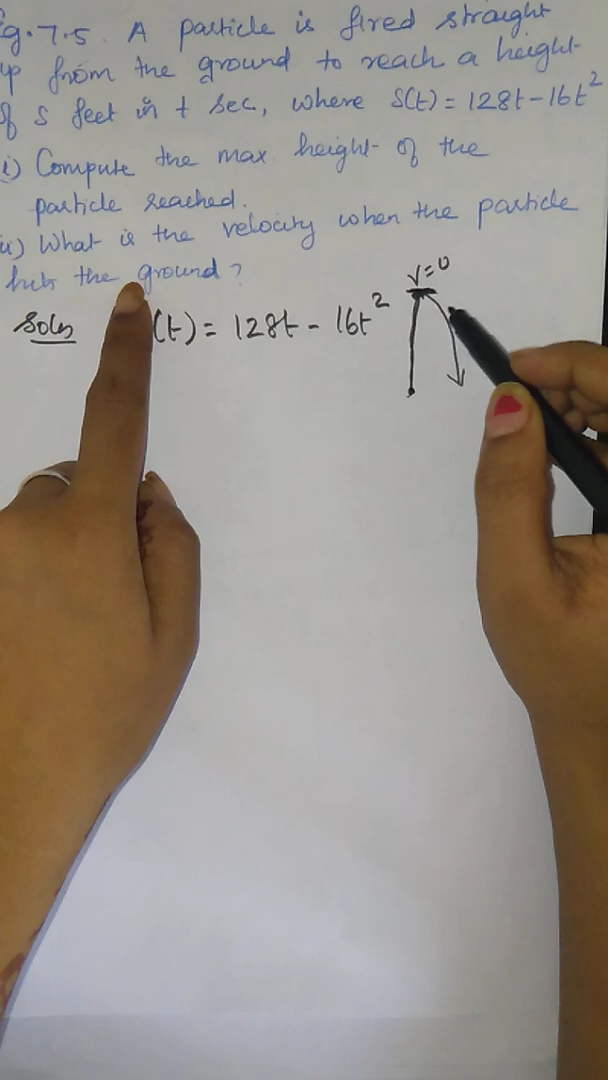 Eg. 7.5. A particle is fired straight
up from the ground to reach a height
of s feet in t sec, where S(t) = 128t - 16t²
i) Compute the max height of the
particle reached.
ii) What is the velocity when the particle
hits the ground?
V=0
Soln (t) = 128t - 16t²